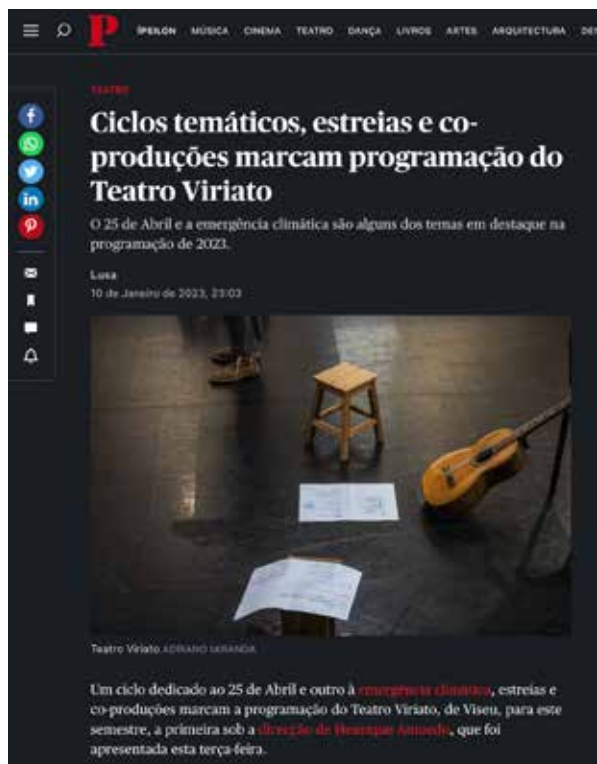 P ÍPSILON MÚSICA CINEMA TEATRO DANÇA LIVROS ARTES ARQUITECTURA
TEATRO
Ciclos temáticos, estreias e co-
produções marcam programação do
Teatro Viriato
O 25 de Abril e a emergência climática são alguns dos temas em destaque na
programação de 2023.
Lusa
10 de Janeiro de 2023, 23:03
Teatro Viriato ADRIANO MIRANDA
Um ciclo dedicado ao 25 de Abril e outro à emergência climática, estreias e
co-produções marcam a programação do Teatro Viriato, de Viseu, para este
semestre, a primeira sob a direcção de Henrique Amoedo, que foi
apresentada esta terça-feira.